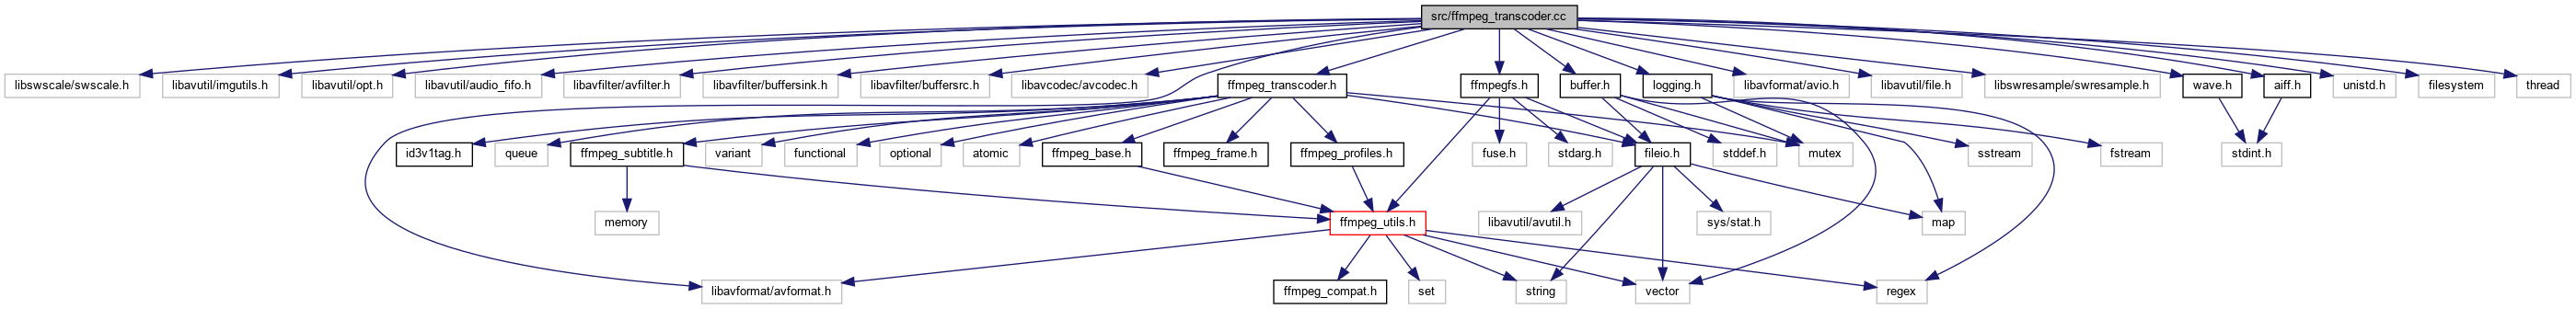 src/ffmpeg_transcoder.cc
libswscale/swscale.h
libavutil/imgutils.h
libavutil/opt.h
libavutil/audio_fifo.h
libavfilter/avfilter.h
libavfilter/buffersink.h
libavfilter/buffersrc.h
libavcodec/avcodec.h
ffmpeg_transcoder.h
ffmpegfs.h
buffer.h
logging.h
libavformat/avio.h
libavutil/file.h
libswresample/swresample.h
wave.h
aiff.h
unistd.h
filesystem
thread
id3v1tag.h
queue
ffmpeg_subtitle.h
variant
functional
optional
atomic
ffmpeg_base.h
ffmpeg_frame.h
ffmpeg_profiles.h
fuse.h
stdarg.h
fileio.h
stddef.h
mutex
sstream
fstream
stdint.h
memory
ffmpeg_utils.h
libavutil/avutil.h
sys/stat.h
map
libavformat/avformat.h
ffmpeg_compat.h
set
string
vector
regex